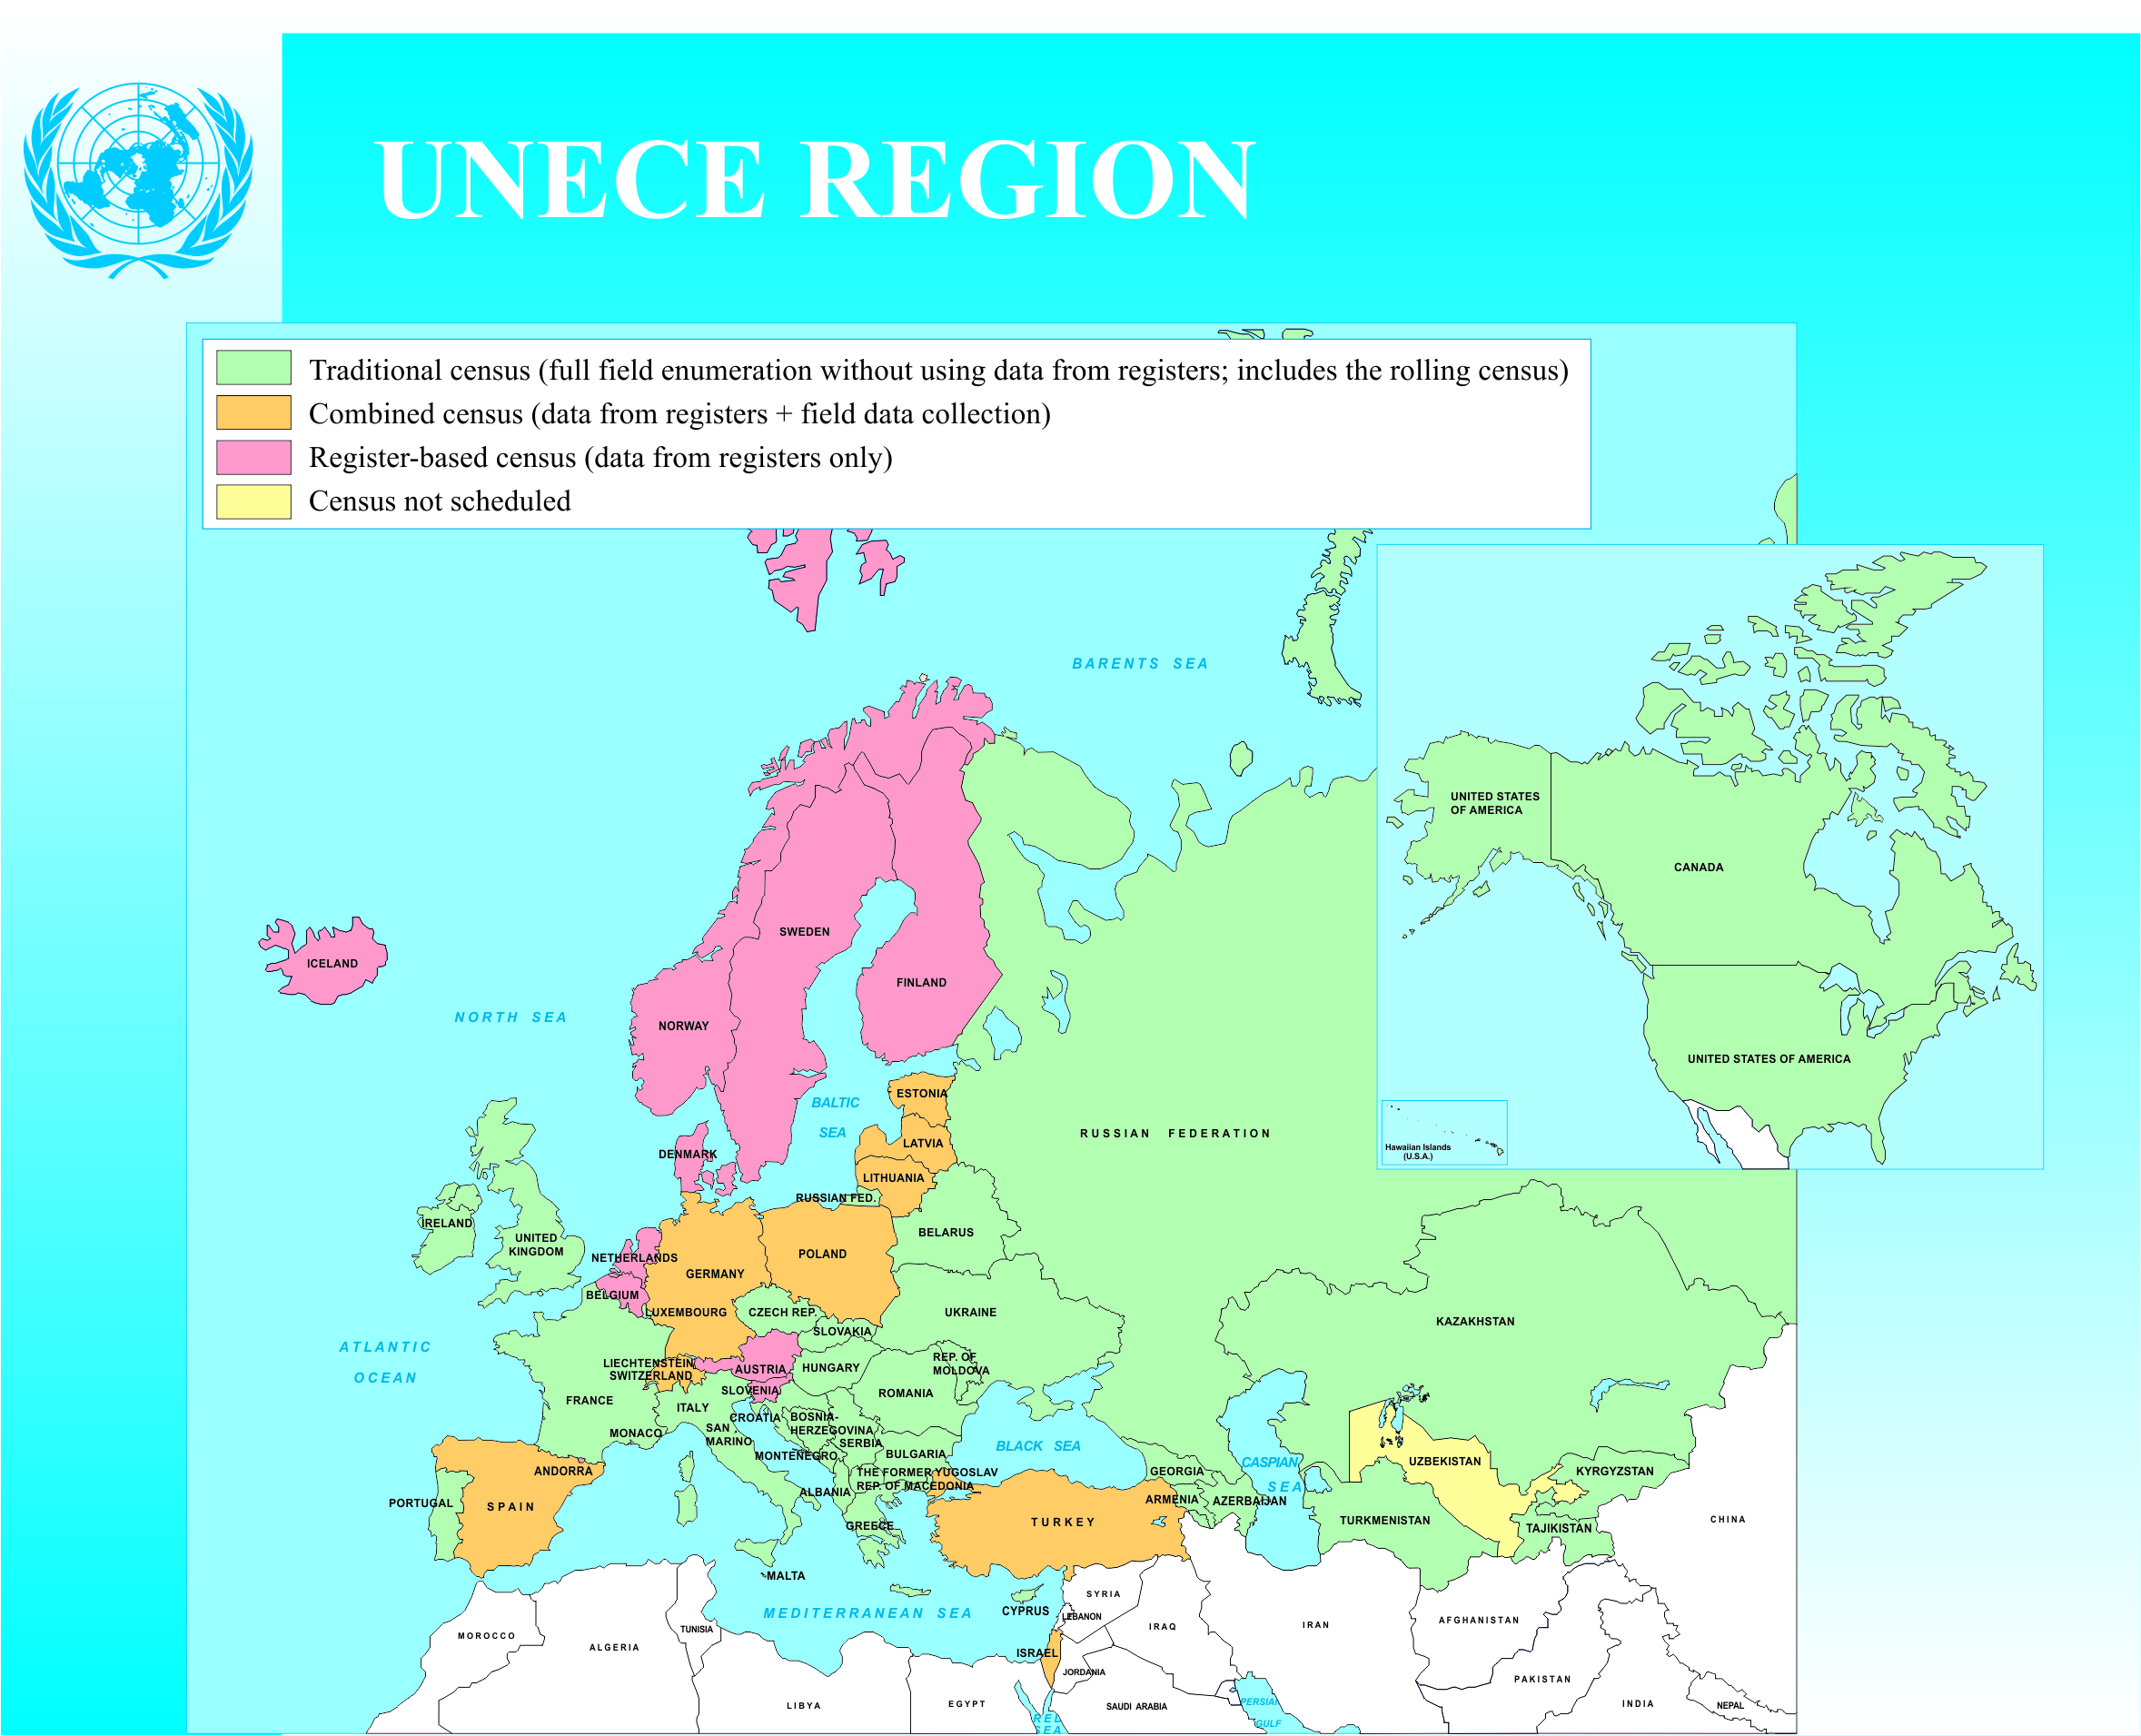 UNECE REGION
Traditional census (full field enumeration without using data from registers; includes the rolling census)
Combined census (data from registers + field data collection)
Register-based census (data from registers only)
Census not scheduled
BARENTS SEA
UNITED STATES
OF AMERICA
CANADA
SWEDEN
ICELAND
FINLAND
NORTH SEA
NORWAY
UNITED STATES OF AMERICA
ESTONIA
BALTIC
SEA
RUSSIAN FEDERATION
LATVIA
Hawaiian Islands
(U.S.A.)
DENMARK
LITHUANIA
RUSSIAN FED.
IRELAND
BELARUS
UNITED
KINGDOM
NETHERLANDS
POLAND
GERMANY
BELGIUM
LUXEMBOURG
CZECH REP.
UKRAINE
KAZAKHSTAN
SLOVAKIA
ATLANTIC
OCEAN
LIECHTENSTEIN
SWITZERLAND
AUSTRIA
HUNGARY
REP. OF
MOLDOVA
SLOVENIA
ROMANIA
FRANCE
ITALY
CROATIA
BOSNIA-
HERZEGOVINA
SAN
MARINO
MONACO
SERBIA
BLACK SEA
MONTENEGRO
BULGARIA
CASPIAN
SEA
UZBEKISTAN
ANDORRA
THE FORMER YUGOSLAV
REP. OF MACEDONIA
GEORGIA
KYRGYZSTAN
ALBANIA
PORTUGAL
SPAIN
ARMENIA
AZERBAIJAN
TURKEY
GREECE
TURKMENISTAN
TAJIKISTAN
CHINA
MALTA
SYRIA
CYPRUS
LEBANON
MEDITERRANEAN SEA
IRAQ
IRAN
AFGHANISTAN
MOROCCO
ALGERIA
TUNISIA
ISRAEL
JORDANIA
PAKISTAN
LIBYA
EGYPT
SAUDI ARABIA
PERSIAN
GULF
INDIA
NEPAL
RED
SEA